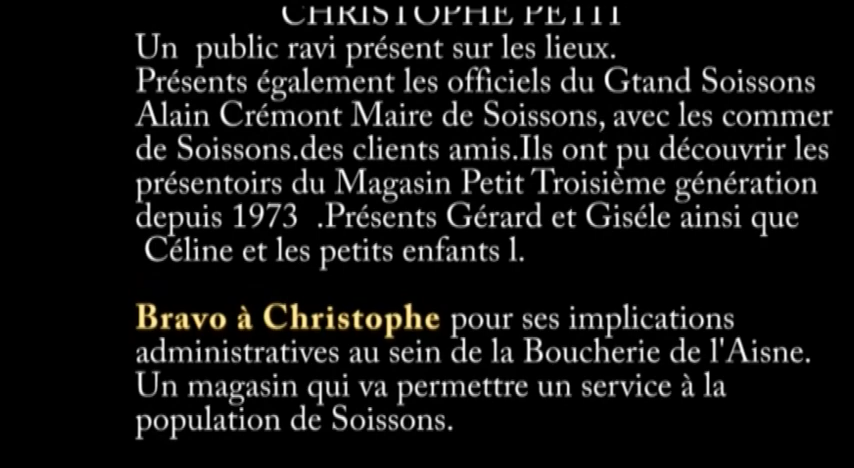 CHRISTOPHE PETIT
Un  public ravi présent sur les lieux.
Présents également les officiels du Gtand Soissons
Alain Crémont Maire de Soissons, avec les commer
de Soissons.des clients amis.Ils ont pu découvrir les
présentoirs du Magasin Petit Troisième génération
depuis 1973  .Présents Gérard et Giséle ainsi que
Céline et les petits enfants l.
Bravo à Christophe pour ses implications
administratives au sein de la Boucherie de l'Aisne.
Un magasin qui va permettre un service à la
population de Soissons.